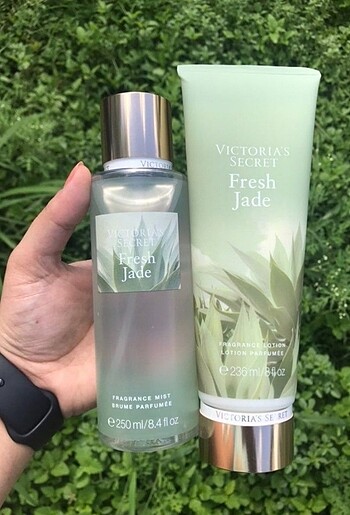 VICTORIA'S
VICTORIA'S
SECRET
Fresh
Jade
FRAGRANCE MIST
BRUME PARFUMÉE
℮250 ml/8.4 fl oz
VICTORIA'S
SECRET
Fresh
Jade
FRAGRANCE LOTION
LOTION PARFUMÉE
℮236 ml/8 fl oz
VICTORIA'S SECRET